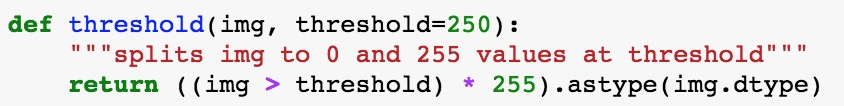 def threshold(img, threshold=250):
    """splits img to 0 and 255 values at threshold"""
    return ((img > threshold) * 255).astype(img.dtype)